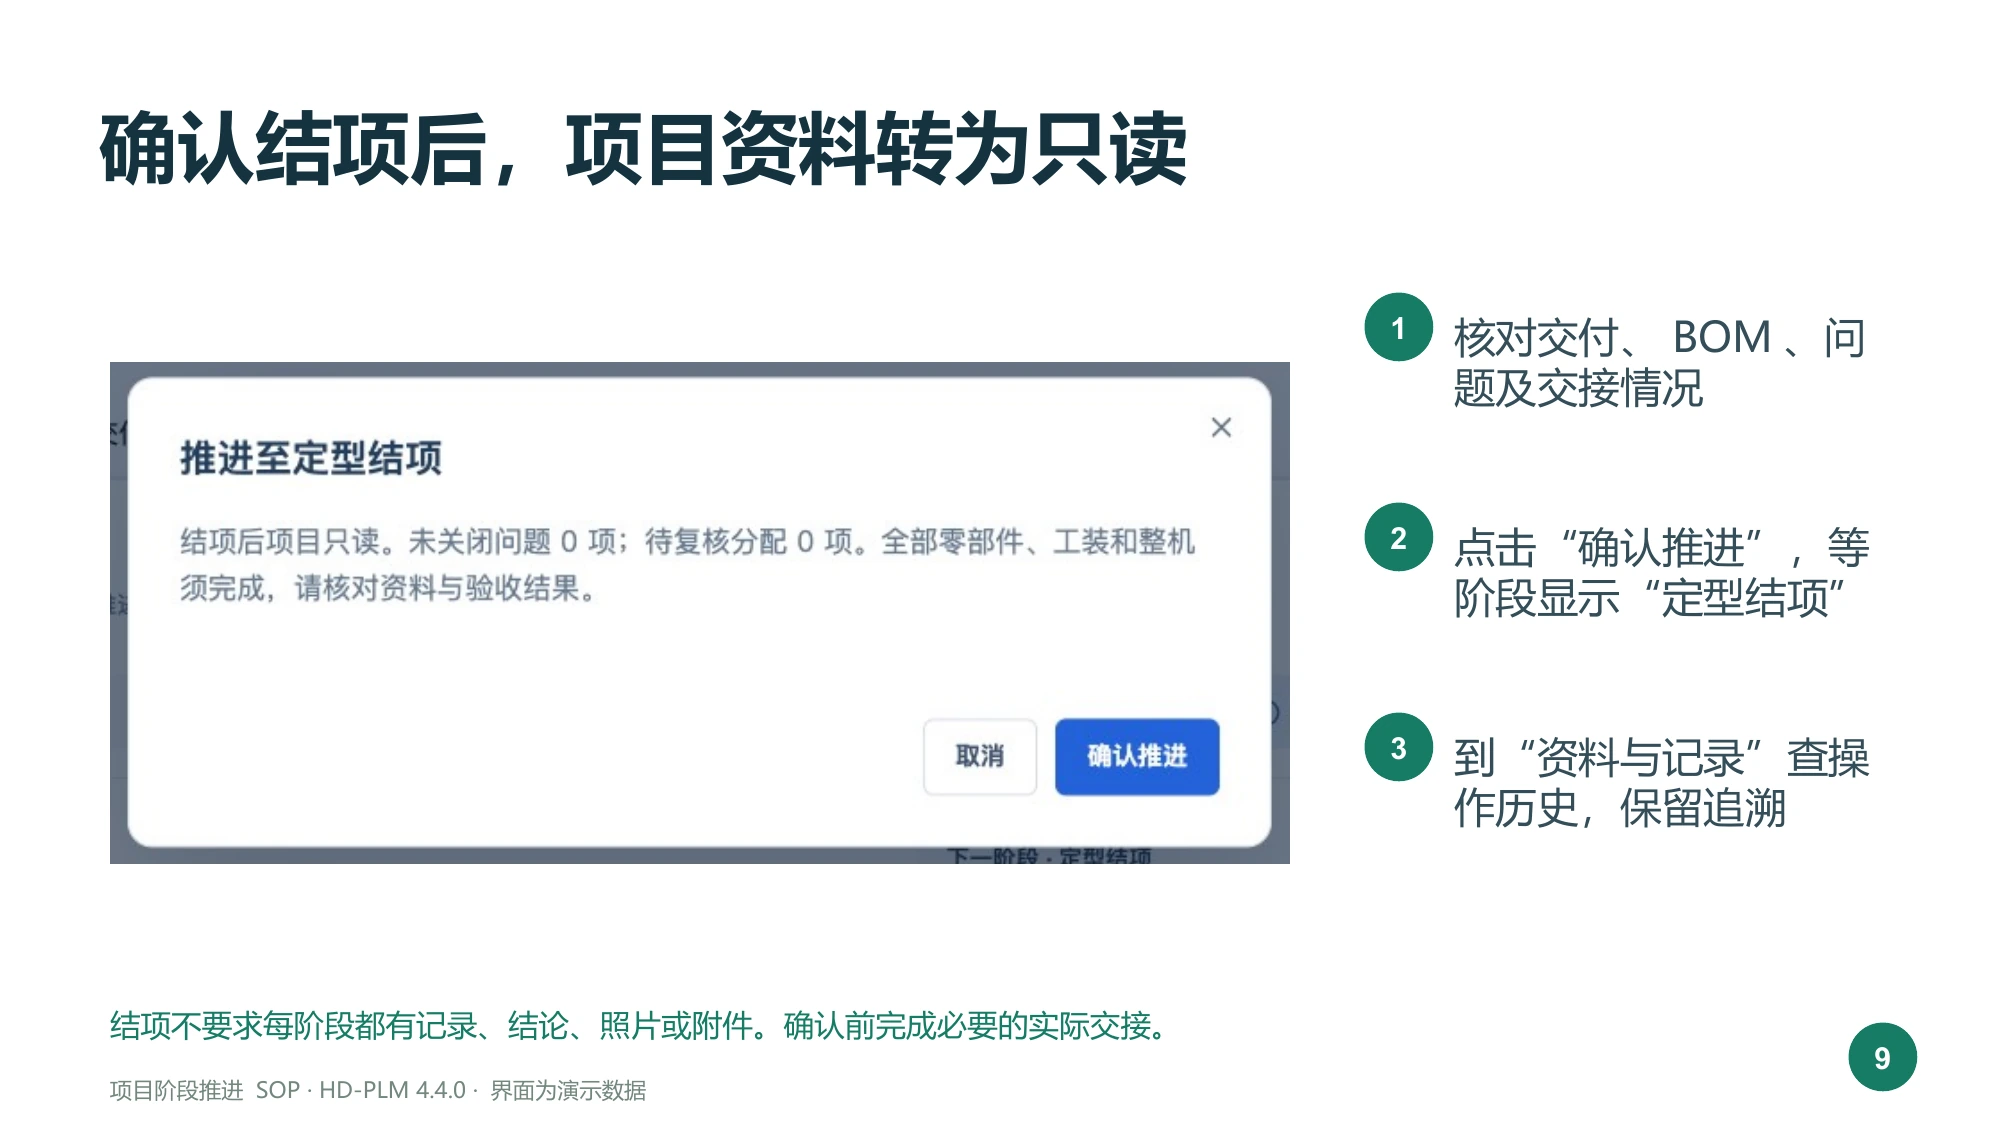 确认结项后，项目资料转为只读
推进至定型结项
结项后项目只读。未关闭问题 0 项；待复核分配 0 项。全部零部件、工装和整机
须完成，请核对资料与验收结果。
取消
确认推进
下一阶段 · 定型结项
1
核对交付、 BOM 、问
题及交接情况
2
点击“确认推进”，等
阶段显示“定型结项”
3
到“资料与记录”查操
作历史，保留追溯
结项不要求每阶段都有记录、结论、照片或附件。确认前完成必要的实际交接。
项目阶段推进 SOP · HD-PLM 4.4.0 · 界面为演示数据
9